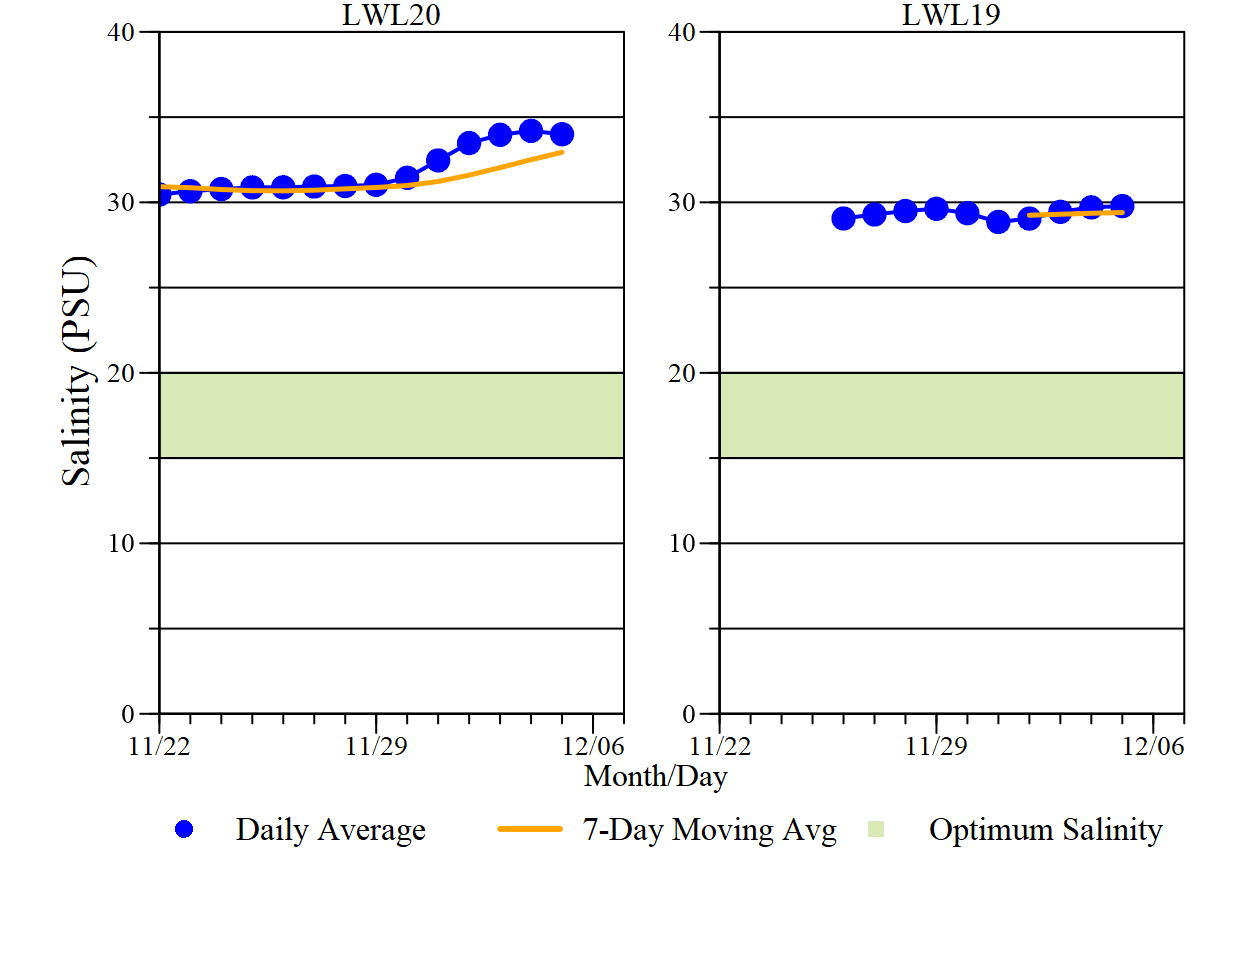 LWL20 LWL19
40 40
30 30
Salinity (PSU)
20 20
10 10
0 0
11/22 11/29 12/06 11/22 11/29 12/06
Month/Day
Daily Average 7-Day Moving Avg Optimum Salinity